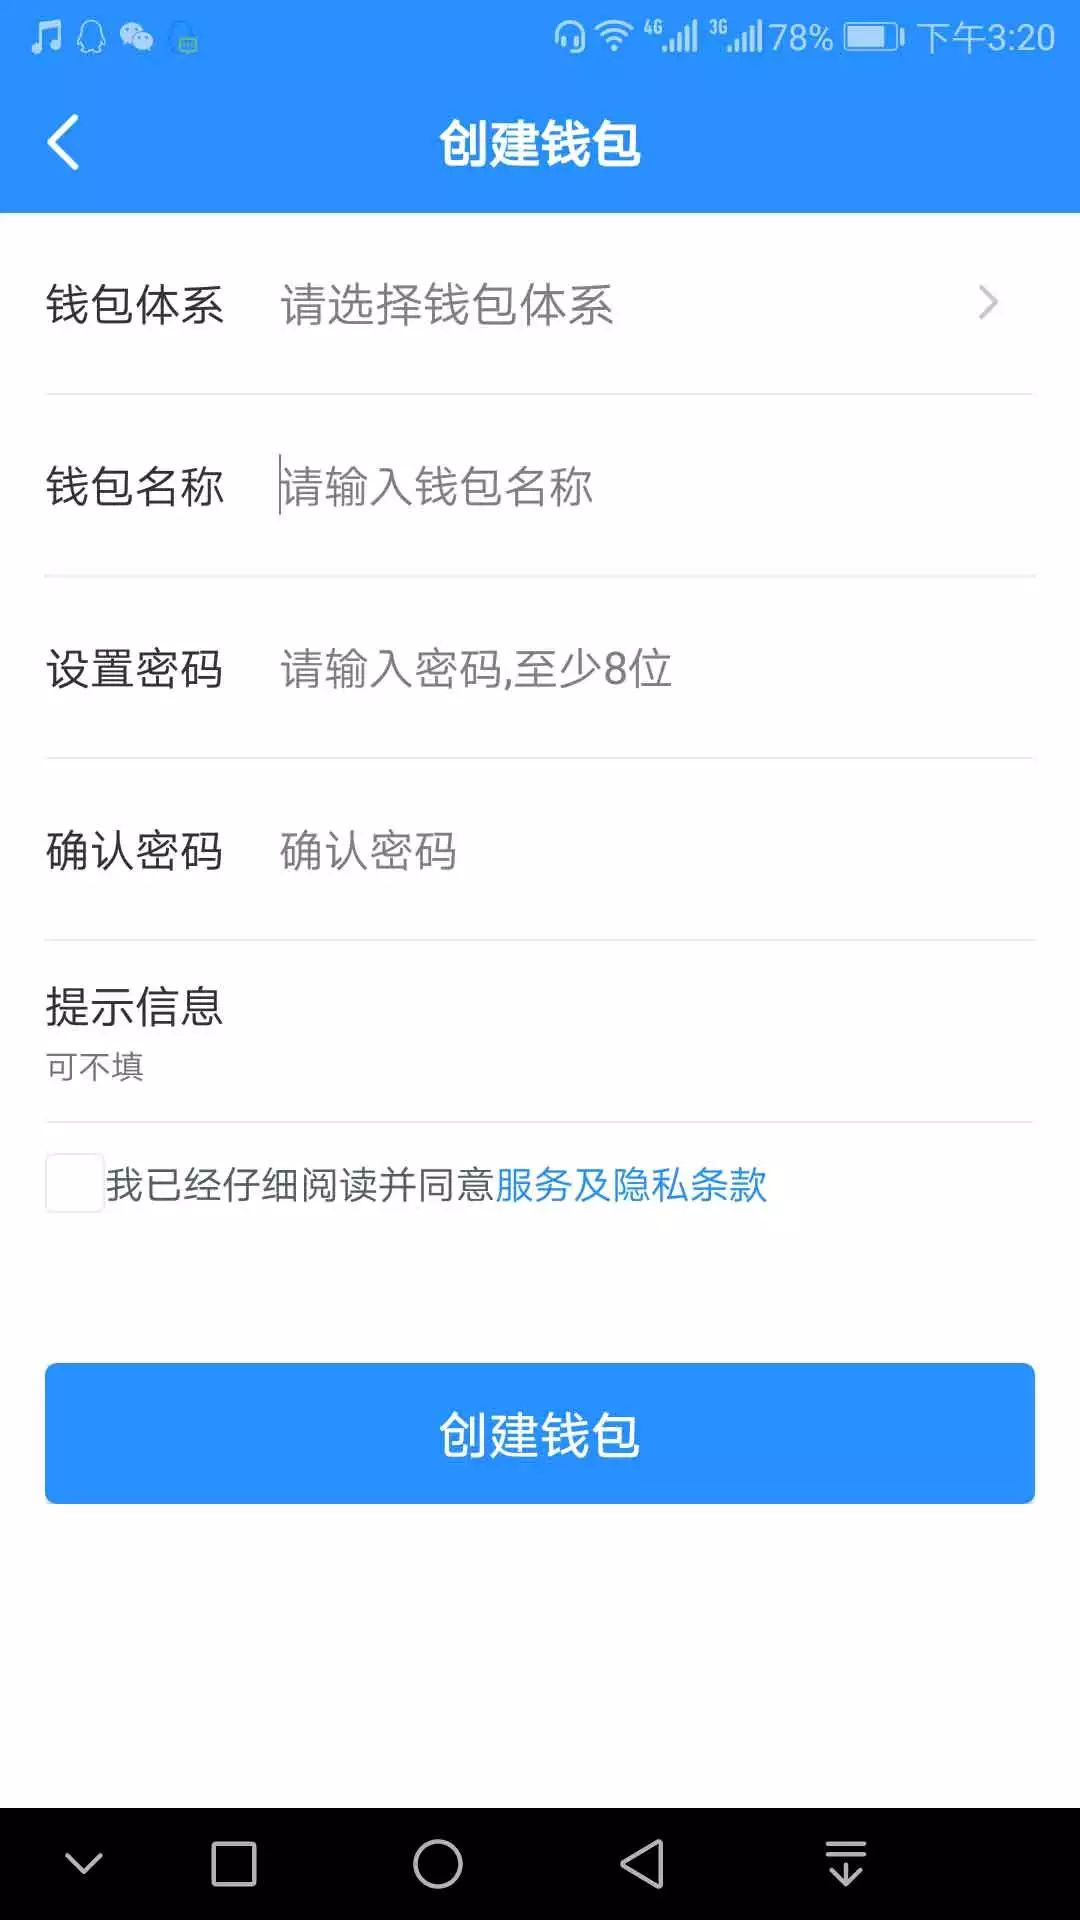 4G 3G 78% 下午3:20
创建钱包
钱包体系 请选择钱包体系
钱包名称 请输入钱包名称
设置密码 请输入密码,至少8位
确认密码 确认密码
提示信息
可不填
我已经仔细阅读并同意服务及隐私条款
创建钱包